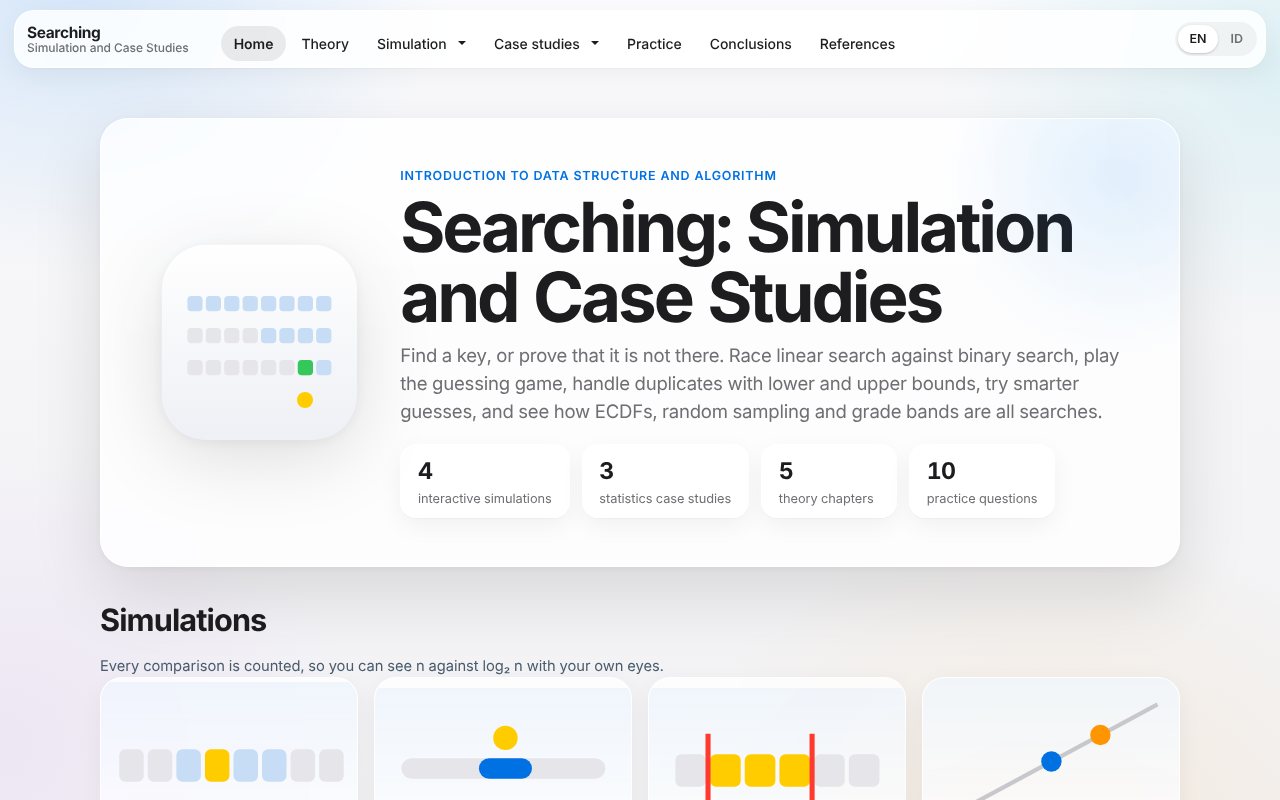 Searching
Simulation and Case Studies
Home
Theory
Simulation
Case studies
Practice
Conclusions
References
EN
ID
INTRODUCTION TO DATA STRUCTURE AND ALGORITHM
Searching: Simulation
and Case Studies
Find a key, or prove that it is not there. Race linear search against binary search, play
the guessing game, handle duplicates with lower and upper bounds, try smarter
guesses, and see how ECDFs, random sampling and grade bands are all searches.
4
interactive simulations
3
statistics case studies
5
theory chapters
10
practice questions
Simulations
Every comparison is counted, so you can see n against log₂ n with your own eyes.